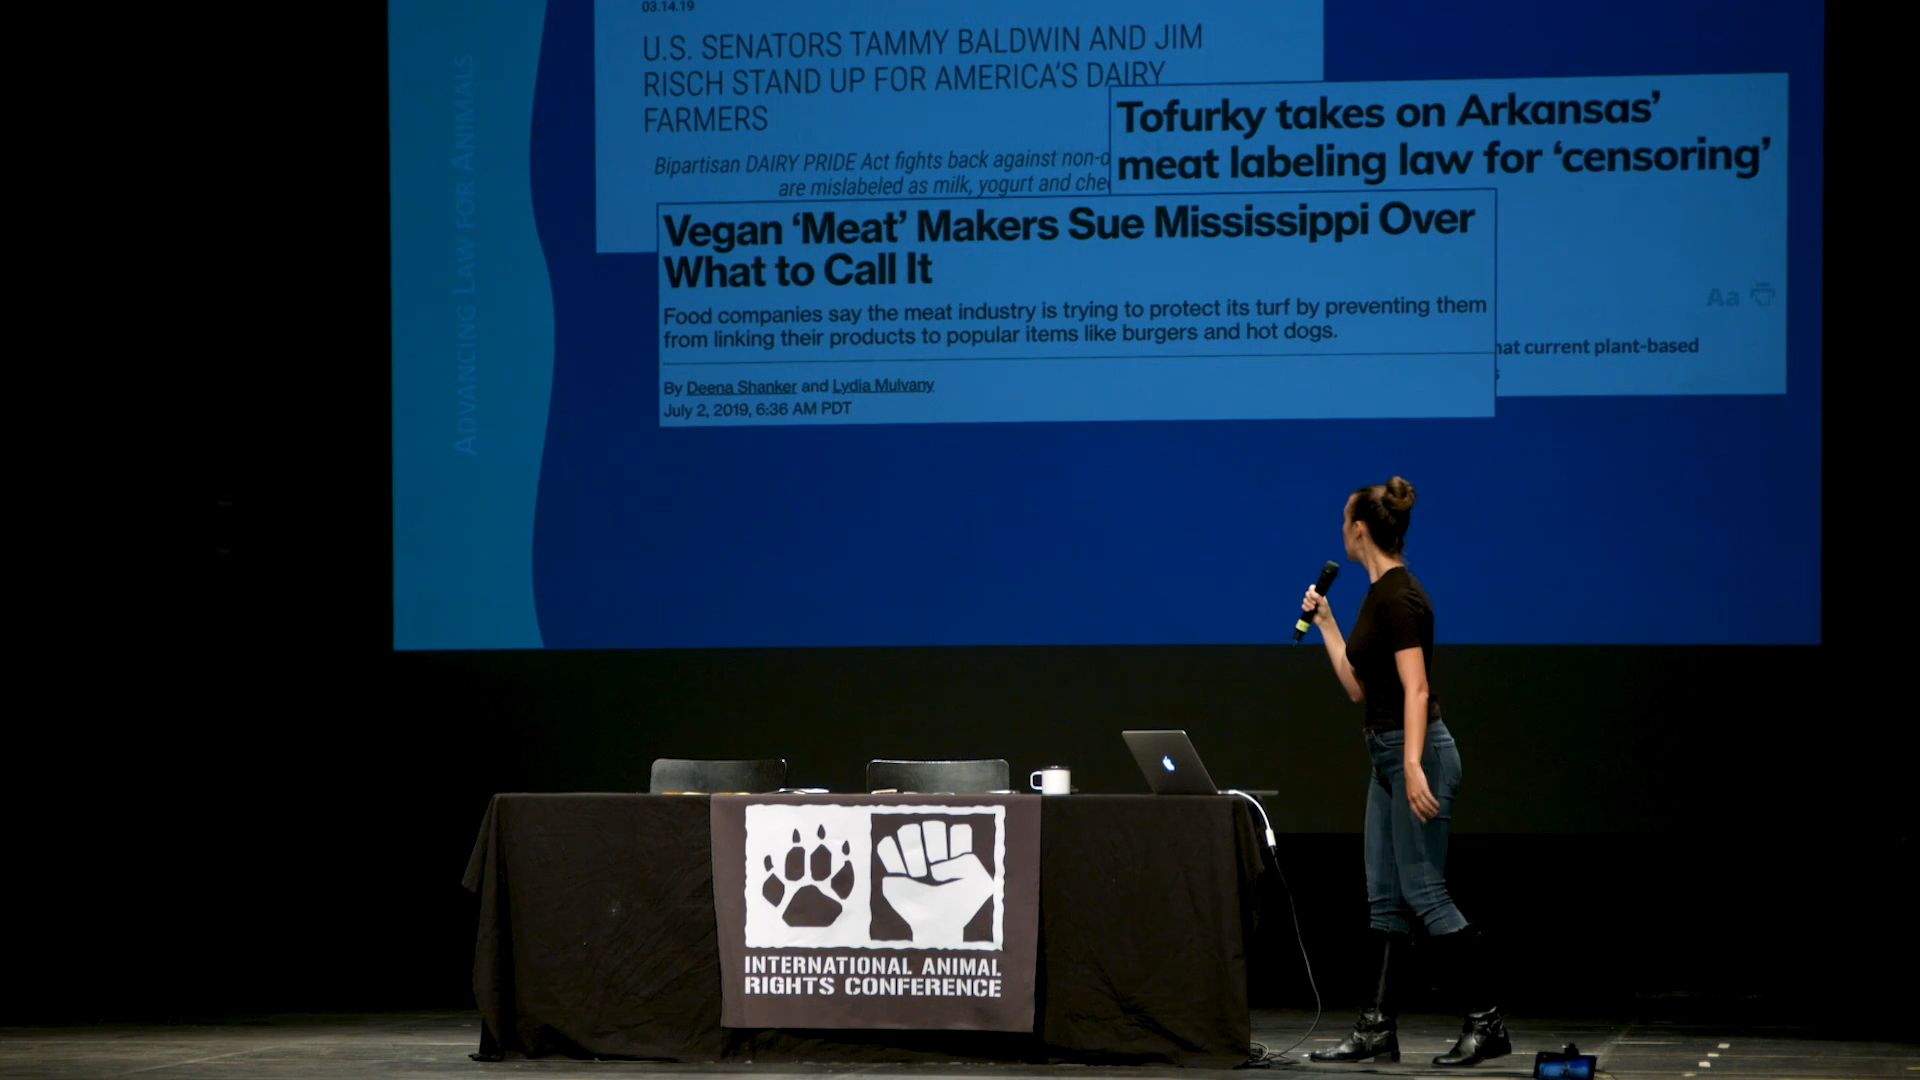 ADVANCING LAW FOR ANIMALS
03.14.19
U.S. SENATORS TAMMY BALDWIN AND JIM
RISCH STAND UP FOR AMERICA'S DAIRY
FARMERS
Bipartisan DAIRY PRIDE Act fights back against
are mislabeled as milk, yogurt and
Tofurky takes on Arkansas'
meat labeling law for 'censoring'
Aa
current plant-based
Vegan 'Meat' Makers Sue Mississippi Over
What to Call It
Food companies say the meat industry is trying to protect its turf by preventing them
from linking their products to popular items like burgers and hot dogs.
By Deena Shanker and Lydia Mulvany
July 2, 2019, 6:36 AM PDT
INTERNATIONAL ANIMAL
RIGHTS CONFERENCE